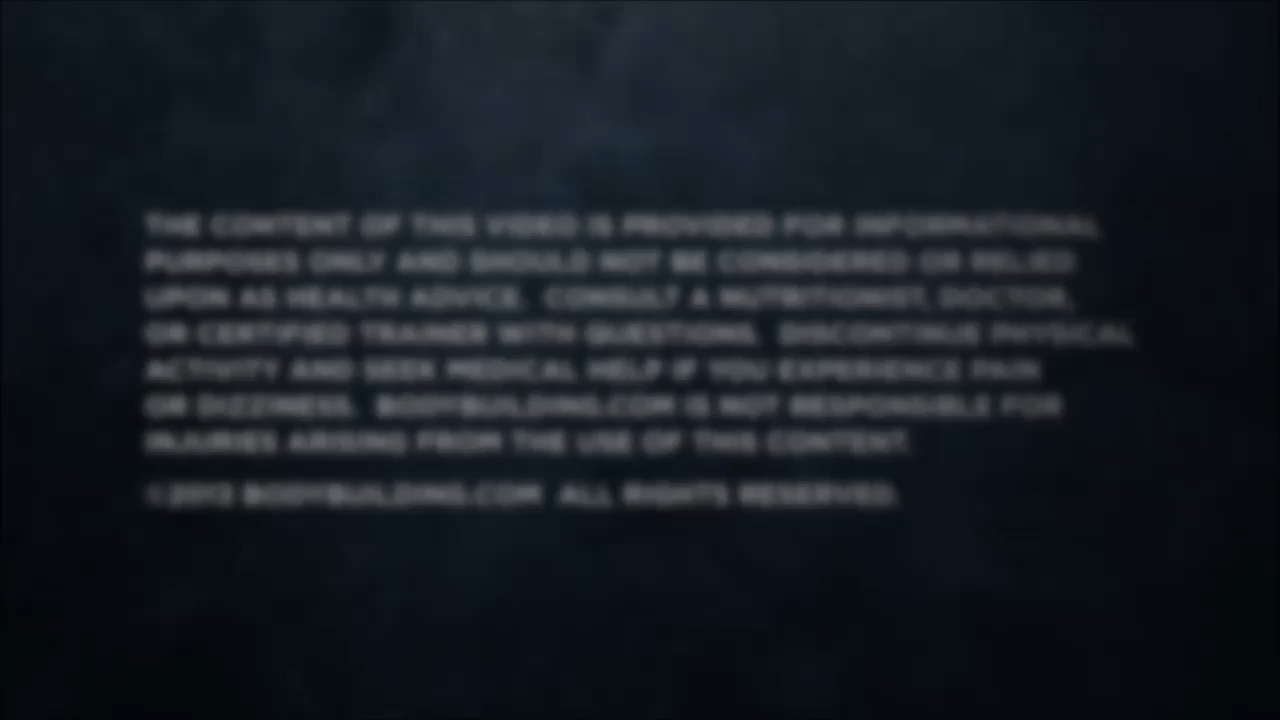 THE CONTENT OF THIS VIDEO IS PROVIDED FOR INFORMATIONAL
PURPOSES ONLY AND SHOULD NOT BE CONSIDERED OR RELIED
UPON AS HEALTH ADVICE. CONSULT A NUTRITIONIST, DOCTOR,
OR CERTIFIED TRAINER WITH QUESTIONS. DISCONTINUE PHYSICAL
ACTIVITY AND SEEK MEDICAL HELP IF YOU EXPERIENCE PAIN
OR DIZZINESS. BODYBUILDING.COM IS NOT RESPONSIBLE FOR
INJURIES ARISING FROM THE USE OF THIS CONTENT.
©2013 BODYBUILDING.COM ALL RIGHTS RESERVED.